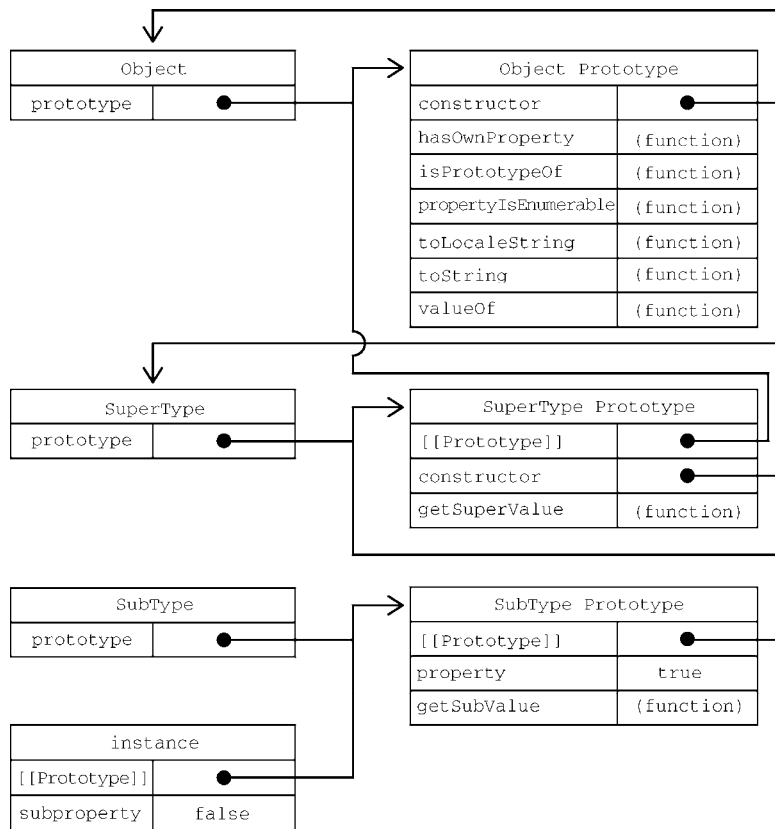 Object
prototype
Object Prototype
constructor
hasOwnProperty (function)
isPrototypeOf (function)
propertyIsEnumerable (function)
toLocaleString (function)
toString (function)
valueOf (function)
SuperType
prototype
SuperType Prototype
[[Prototype]]
constructor
getSuperValue (function)
SubType
prototype
SubType Prototype
[[Prototype]]
property true
getSubValue (function)
instance
[[Prototype]]
subproperty false